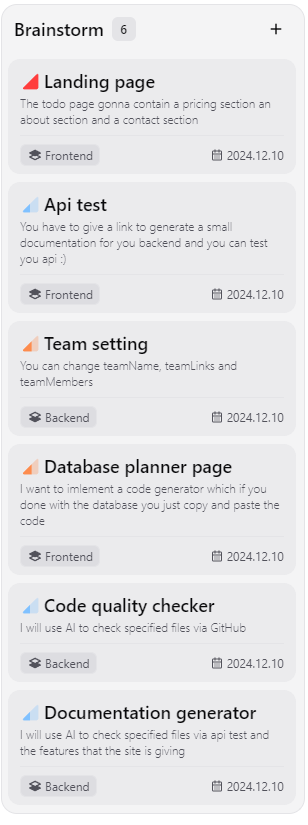 Brainstorm 6 +
Landing page
The todo page gonna contain a pricing section an
about section and a contact section
Frontend 2024.12.10
Api test
You have to give a link to generate a small
documentation for you backend and you can test
you api :)
Frontend 2024.12.10
Team setting
You can change teamName, teamLinks and
teamMembers
Backend 2024.12.10
Database planner page
I want to imlement a code generator which if you
done with the database you just copy and paste the
code
Frontend 2024.12.10
Code quality checker
I will use AI to check specified files via GitHub
Backend 2024.12.10
Documentation generator
I will use AI to check specified files via api test and
the features that the site is giving
Backend 2024.12.10